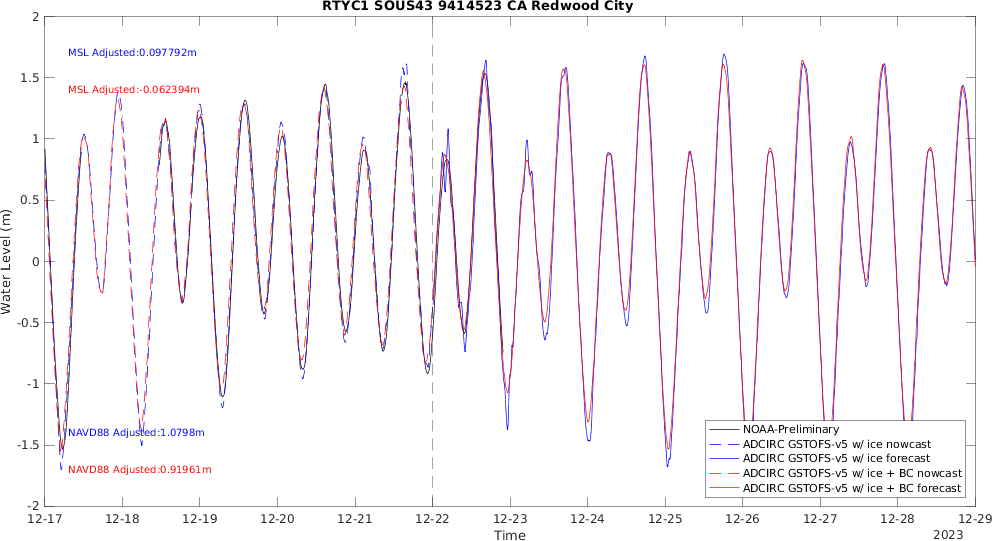 RTYC1 SOUS43 9414523 CA Redwood City
MSL Adjusted:0.097792m
MSL Adjusted:-0.062394m
NAVD88 Adjusted:1.0798m
NAVD88 Adjusted:0.91961m
Water Level (m)
2
1.5
1
0.5
0
-0.5
-1
-1.5
-2
NOAA-Preliminary
ADCIRC GSTOFS-v5 w/ ice nowcast
ADCIRC GSTOFS-v5 w/ ice forecast
ADCIRC GSTOFS-v5 w/ ice + BC nowcast
ADCIRC GSTOFS-v5 w/ ice + BC forecast
12-17 12-18 12-19 12-20 12-21 12-22 12-23 12-24 12-25 12-26 12-27 12-28 12-29
Time
2023